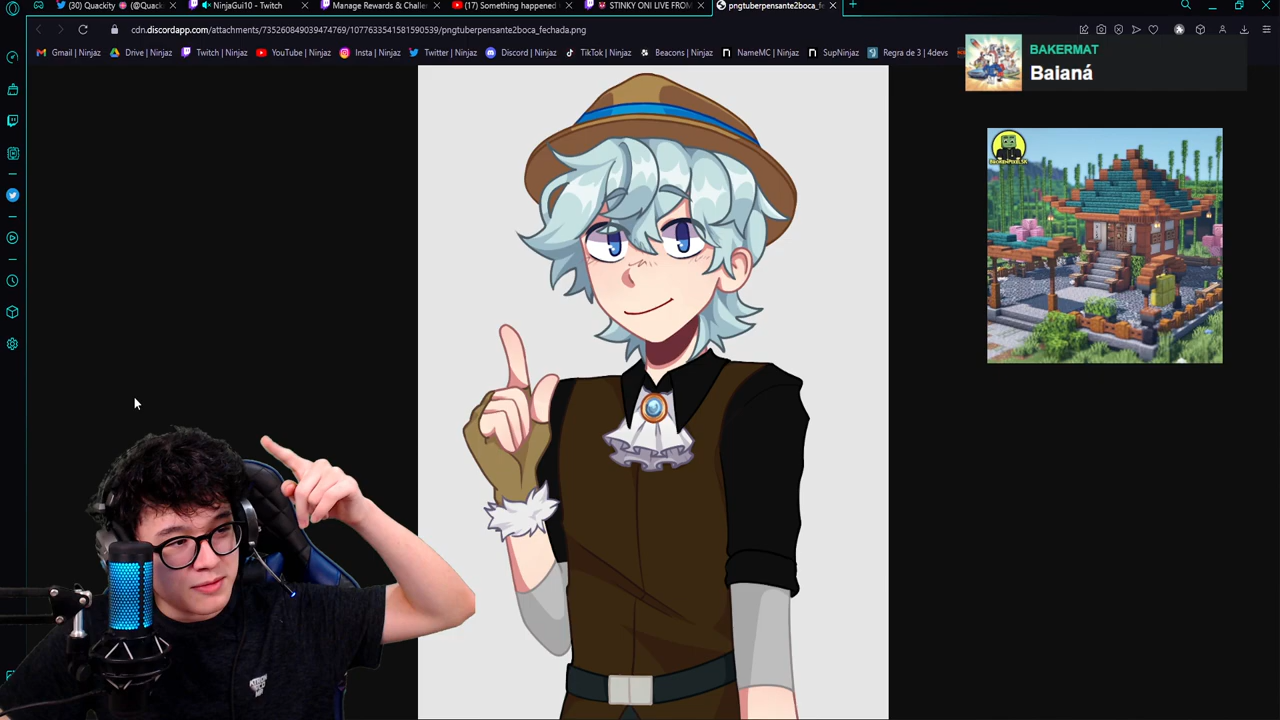 (30) Quackity 🌸 (@Quack
NinjaGui10 - Twitch
Manage Rewards & Challer
(17) Something happened
STINKY ONI LIVE FROM
pngtuberpensante2boca_fe
cdn.discordapp.com/attachments/735260849039474769/1077633541581590539/pngtuberpensante2boca_fechada.png
Gmail | Ninjaz
Drive | Ninjaz
Twitch | Ninjaz
YouTube | Ninjaz
Insta | Ninjaz
Twitter | Ninjaz
Discord | Ninjaz
TikTok | Ninjaz
Beacons | Ninjaz
NameMC | Ninjaz
SupNinjaz
Regra de 3 | 4devs
BAKERMAT
Baianá